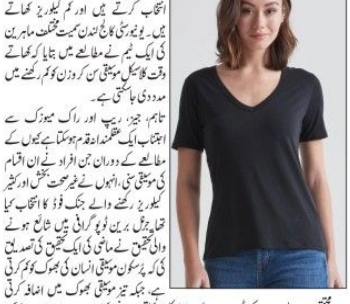 انتخاب کرتے ہیں اور کم کیلوریز کھاتے
ہیں۔ یونیورسٹی کالج لندن سمیت مختلف ماہرین
کی ایک ٹیم نے مطالعے میں بتایا کہ کھاتے
وقت کلاسیکل موسیقی سن کر وزن کو کم رکھنے میں
مدد دی جاسکتی ہے۔
تاہم، جیز، ریپ اور راک میوزک سے
اجتناب ایک عقلمندانہ قدم ہوسکتا ہے کیوں کے
مطالعے کے دوران جن افراد نے ان اقسام
کی موسیقی سنی، انہوں نے غیر صحت بخش اور کثیر
کیلوریز رکھنے والے جنک فوڈ کا انتخاب کیا
تھا۔ جرنل برین ٹوپوگرافی میں شائع ہونے
والی تحقیق نے ماضی کی ایک تحقیق کی تصدیق
کی کہ پرسکون موسیقی انسان کی بھوک کو کم کرتی
ہے، جبکہ تیز موسیقی بھوک میں اضافہ کرتی